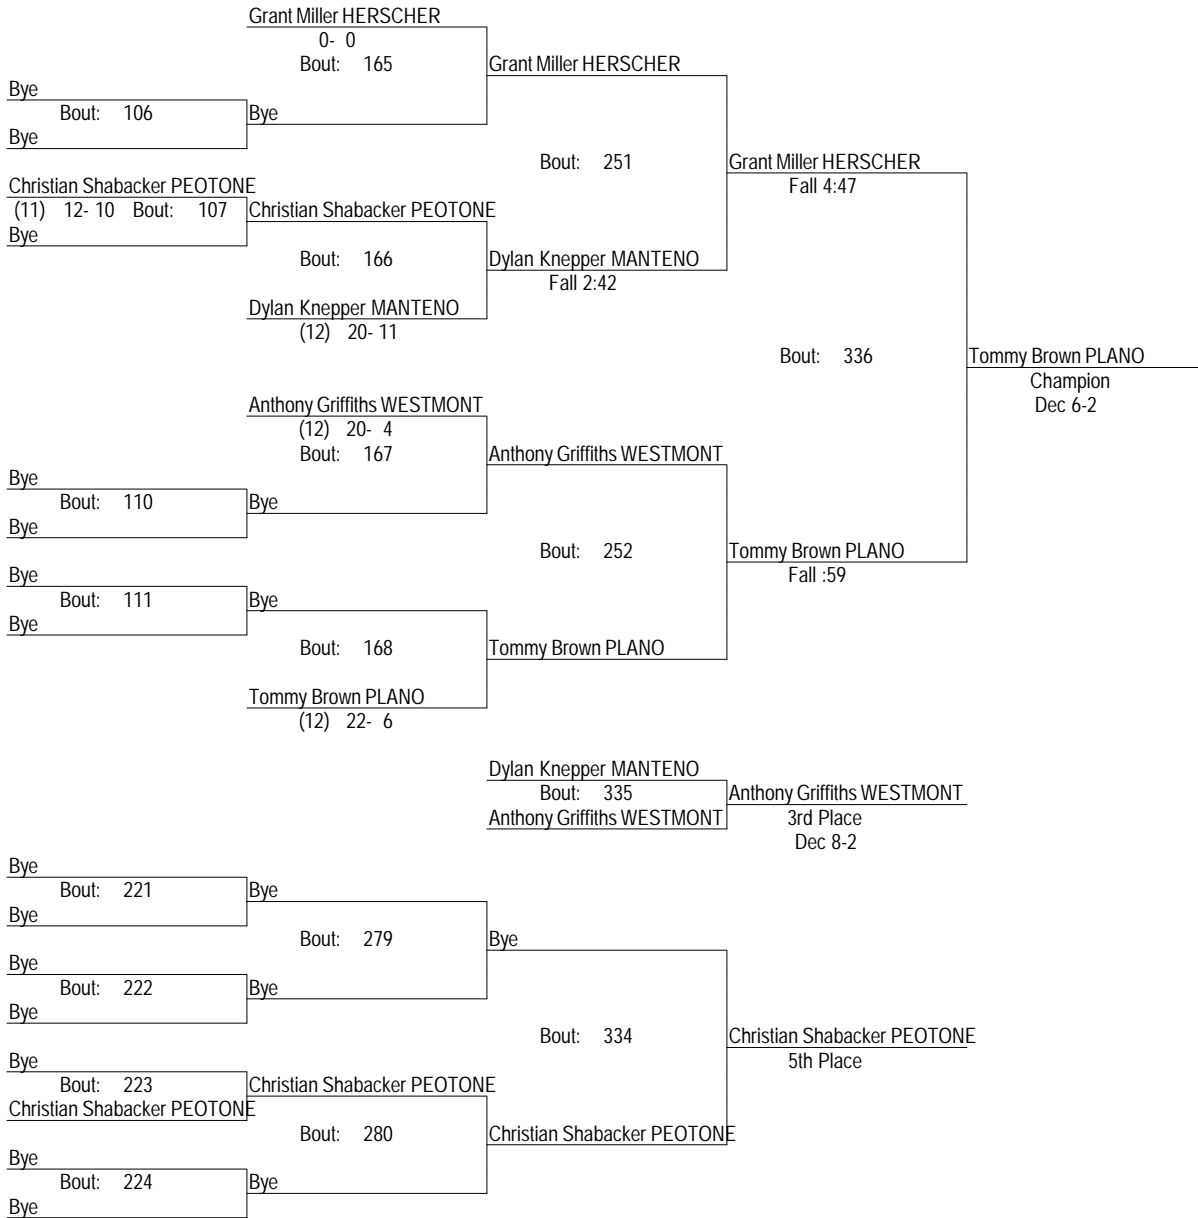 Grant Miller HERSCHER
0- 0
Bout: 165
Grant Miller HERSCHER
Bye
Bout: 106
Bye
Bye
Bout: 251
Grant Miller HERSCHER
Fall 4:47
Christian Shabacker PEOTONE
(11) 12- 10 Bout: 107
Christian Shabacker PEOTONE
Bye
Bout: 166
Dylan Knepper MANTENO
Fall 2:42
Dylan Knepper MANTENO
(12) 20- 11
Bout: 336
Tommy Brown PLANO
Champion
Dec 6-2
Anthony Griffiths WESTMONT
(12) 20- 4
Bout: 167
Anthony Griffiths WESTMONT
Bye
Bout: 110
Bye
Bye
Bout: 252
Tommy Brown PLANO
Fall :59
Bye
Bout: 111
Bye
Bye
Bout: 168
Tommy Brown PLANO
Tommy Brown PLANO
(12) 22- 6
Dylan Knepper MANTENO
Bout: 335
Anthony Griffiths WESTMONT
Anthony Griffiths WESTMONT
3rd Place
Dec 8-2
Bye
Bout: 221
Bye
Bye
Bout: 279
Bye
Bye
Bout: 222
Bye
Bye
Bout: 334
Christian Shabacker PEOTONE
5th Place
Bye
Bout: 223
Christian Shabacker PEOTONE
Christian Shabacker PEOTONE
Bout: 280
Christian Shabacker PEOTONE
Bye
Bout: 224
Bye
Bye